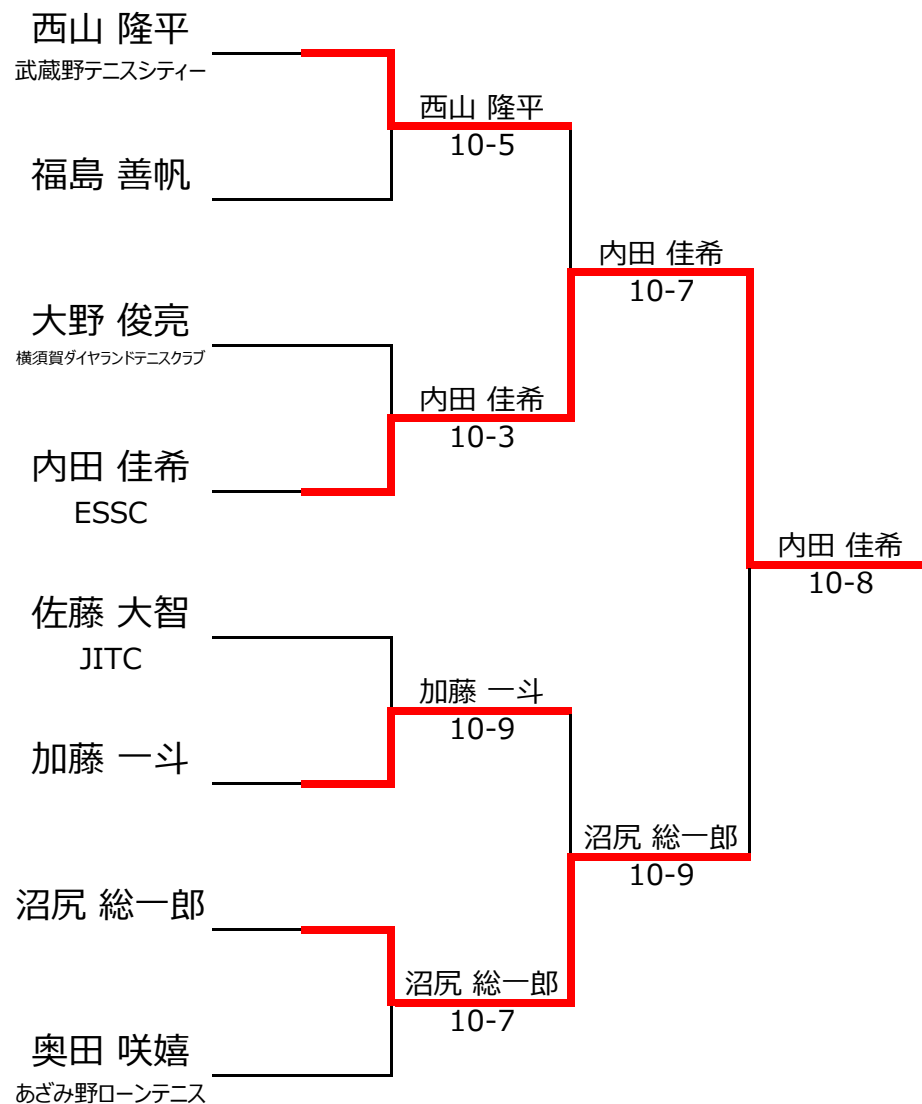 西山 隆平
武蔵野テニスシティー
西山 隆平
10-5
福島 善帆
内田 佳希
10-7
大野 俊亮
横須賀ダイヤランドテニスクラブ
内田 佳希
10-3
内田 佳希
ESSC
内田 佳希
10-8
佐藤 大智
JITC
加藤 一斗
10-9
加藤 一斗
沼尻 総一郎
10-9
沼尻 総一郎
沼尻 総一郎
10-7
奥田 咲嬉
あざみ野ローンテニス